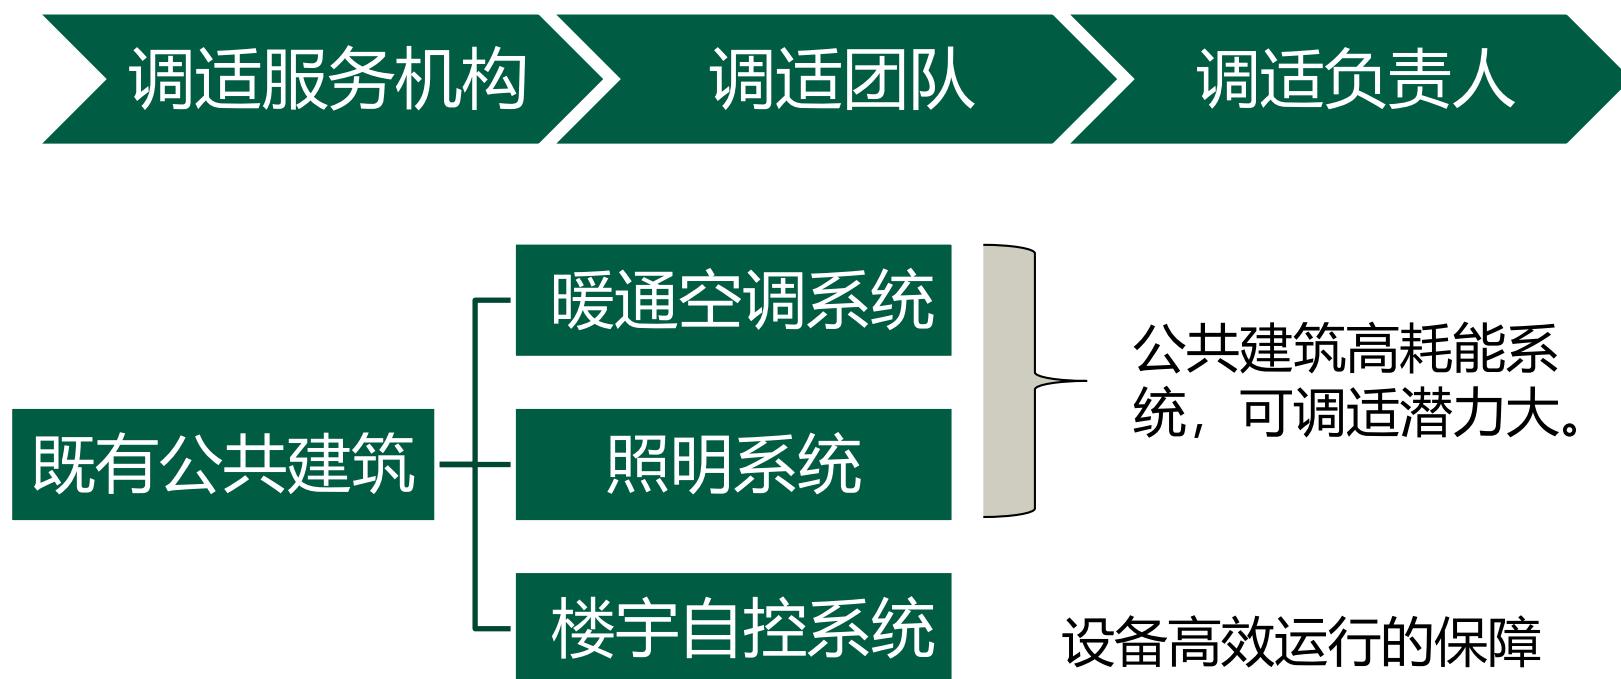 调适服务机构
调适团队
调适负责人
暖通空调系统
公共建筑高耗能系
统，可调适潜力大。
既有公共建筑
照明系统
楼宇自控系统
设备高效运行的保障